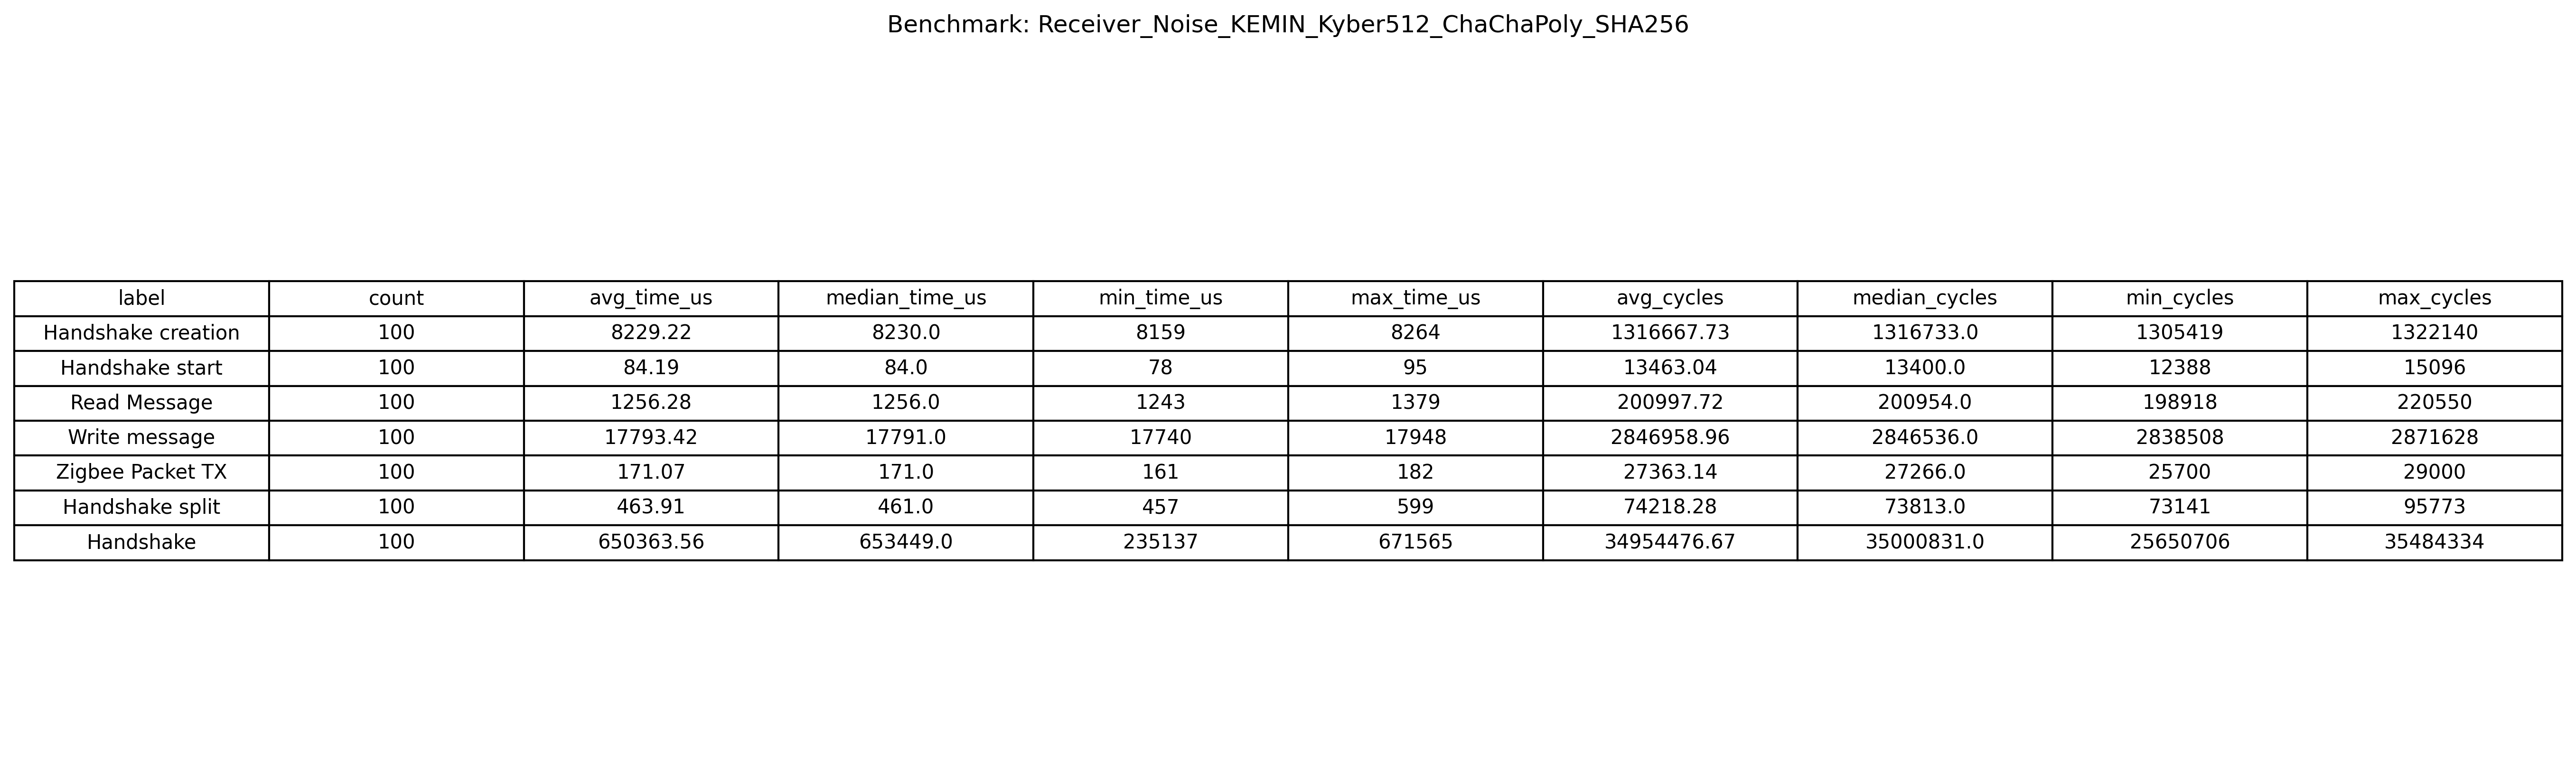 Benchmark: Receiver_Noise_KEMIN_Kyber512_ChaChaPoly_SHA256
label count avg_time_us median_time_us min_time_us max_time_us avg_cycles median_cycles min_cycles max_cycles
Handshake creation 100 8229.22 8230.0 8159 8264 1316667.73 1316733.0 1305419 1322140
Handshake start 100 84.19 84.0 78 95 13463.04 13400.0 12388 15096
Read Message 100 1256.28 1256.0 1243 1379 200997.72 200954.0 198918 220550
Write message 100 17793.42 17791.0 17740 17948 2846958.96 2846536.0 2838508 2871628
Zigbee Packet TX 100 171.07 171.0 161 182 27363.14 27266.0 25700 29000
Handshake split 100 463.91 461.0 457 599 74218.28 73813.0 73141 95773
Handshake 100 650363.56 653449.0 235137 671565 34954476.67 35000831.0 25650706 35484334